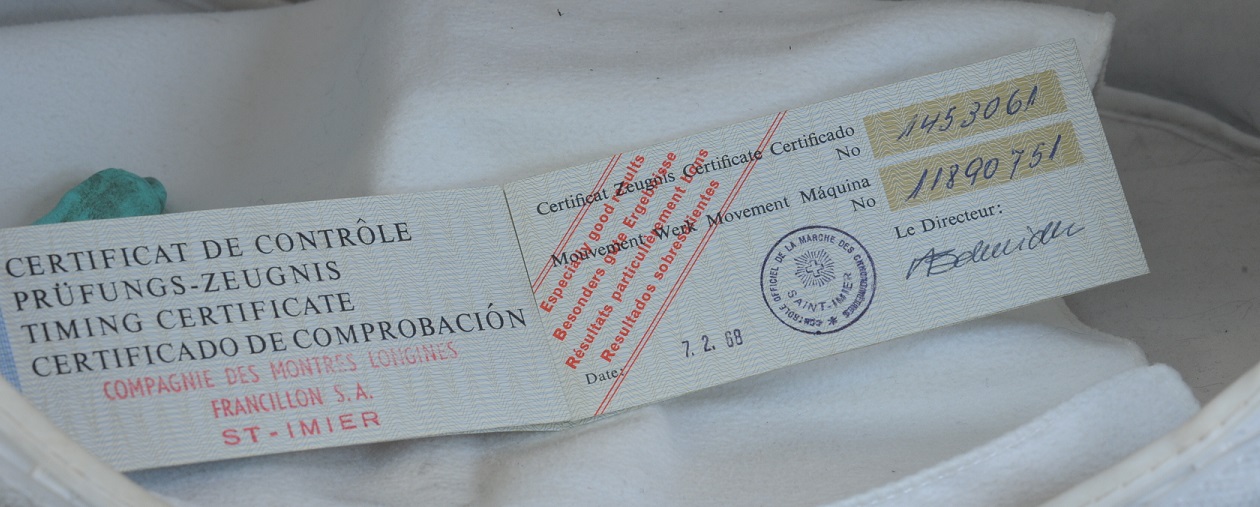 CERTIFICAT DE CONTRÔLE
PRÜFUNGS-ZEUGNIS
TIMING CERTIFICATE
CERTIFICADO DE COMPROBACIÓN
COMPAGNIE DES MONTRES LONGINES
FRANCILLON S.A.
ST-IMIER
Certificat Zeugnis Certificate Certificado
No 1453061
Mouvement Werk Movement Máquina
No 11890751
Especially good results
Besonders gute Ergebnisse
Résultats particulièrement bons
Resultados sobresalientes
Le Directeur:
CONTRÔLE OFFICIEL DE LA MARCHE DES CHRONOMÈTRES
SAINT-IMIER
Date:
7. 2. 68